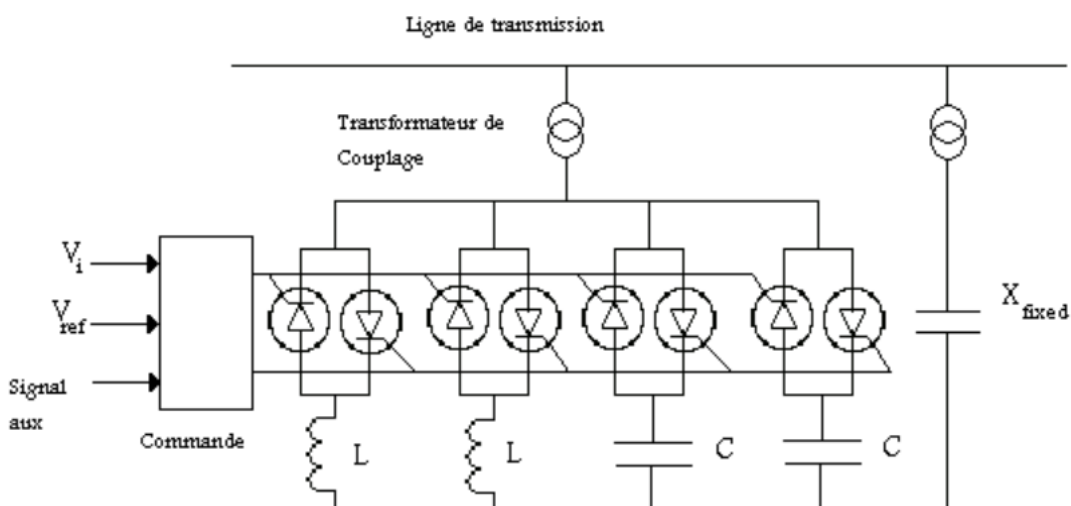 Ligne de transmission
Transformateur de
Couplage
V i
V ref
Signal
aux
Commande
L
L
C
C
X fixed